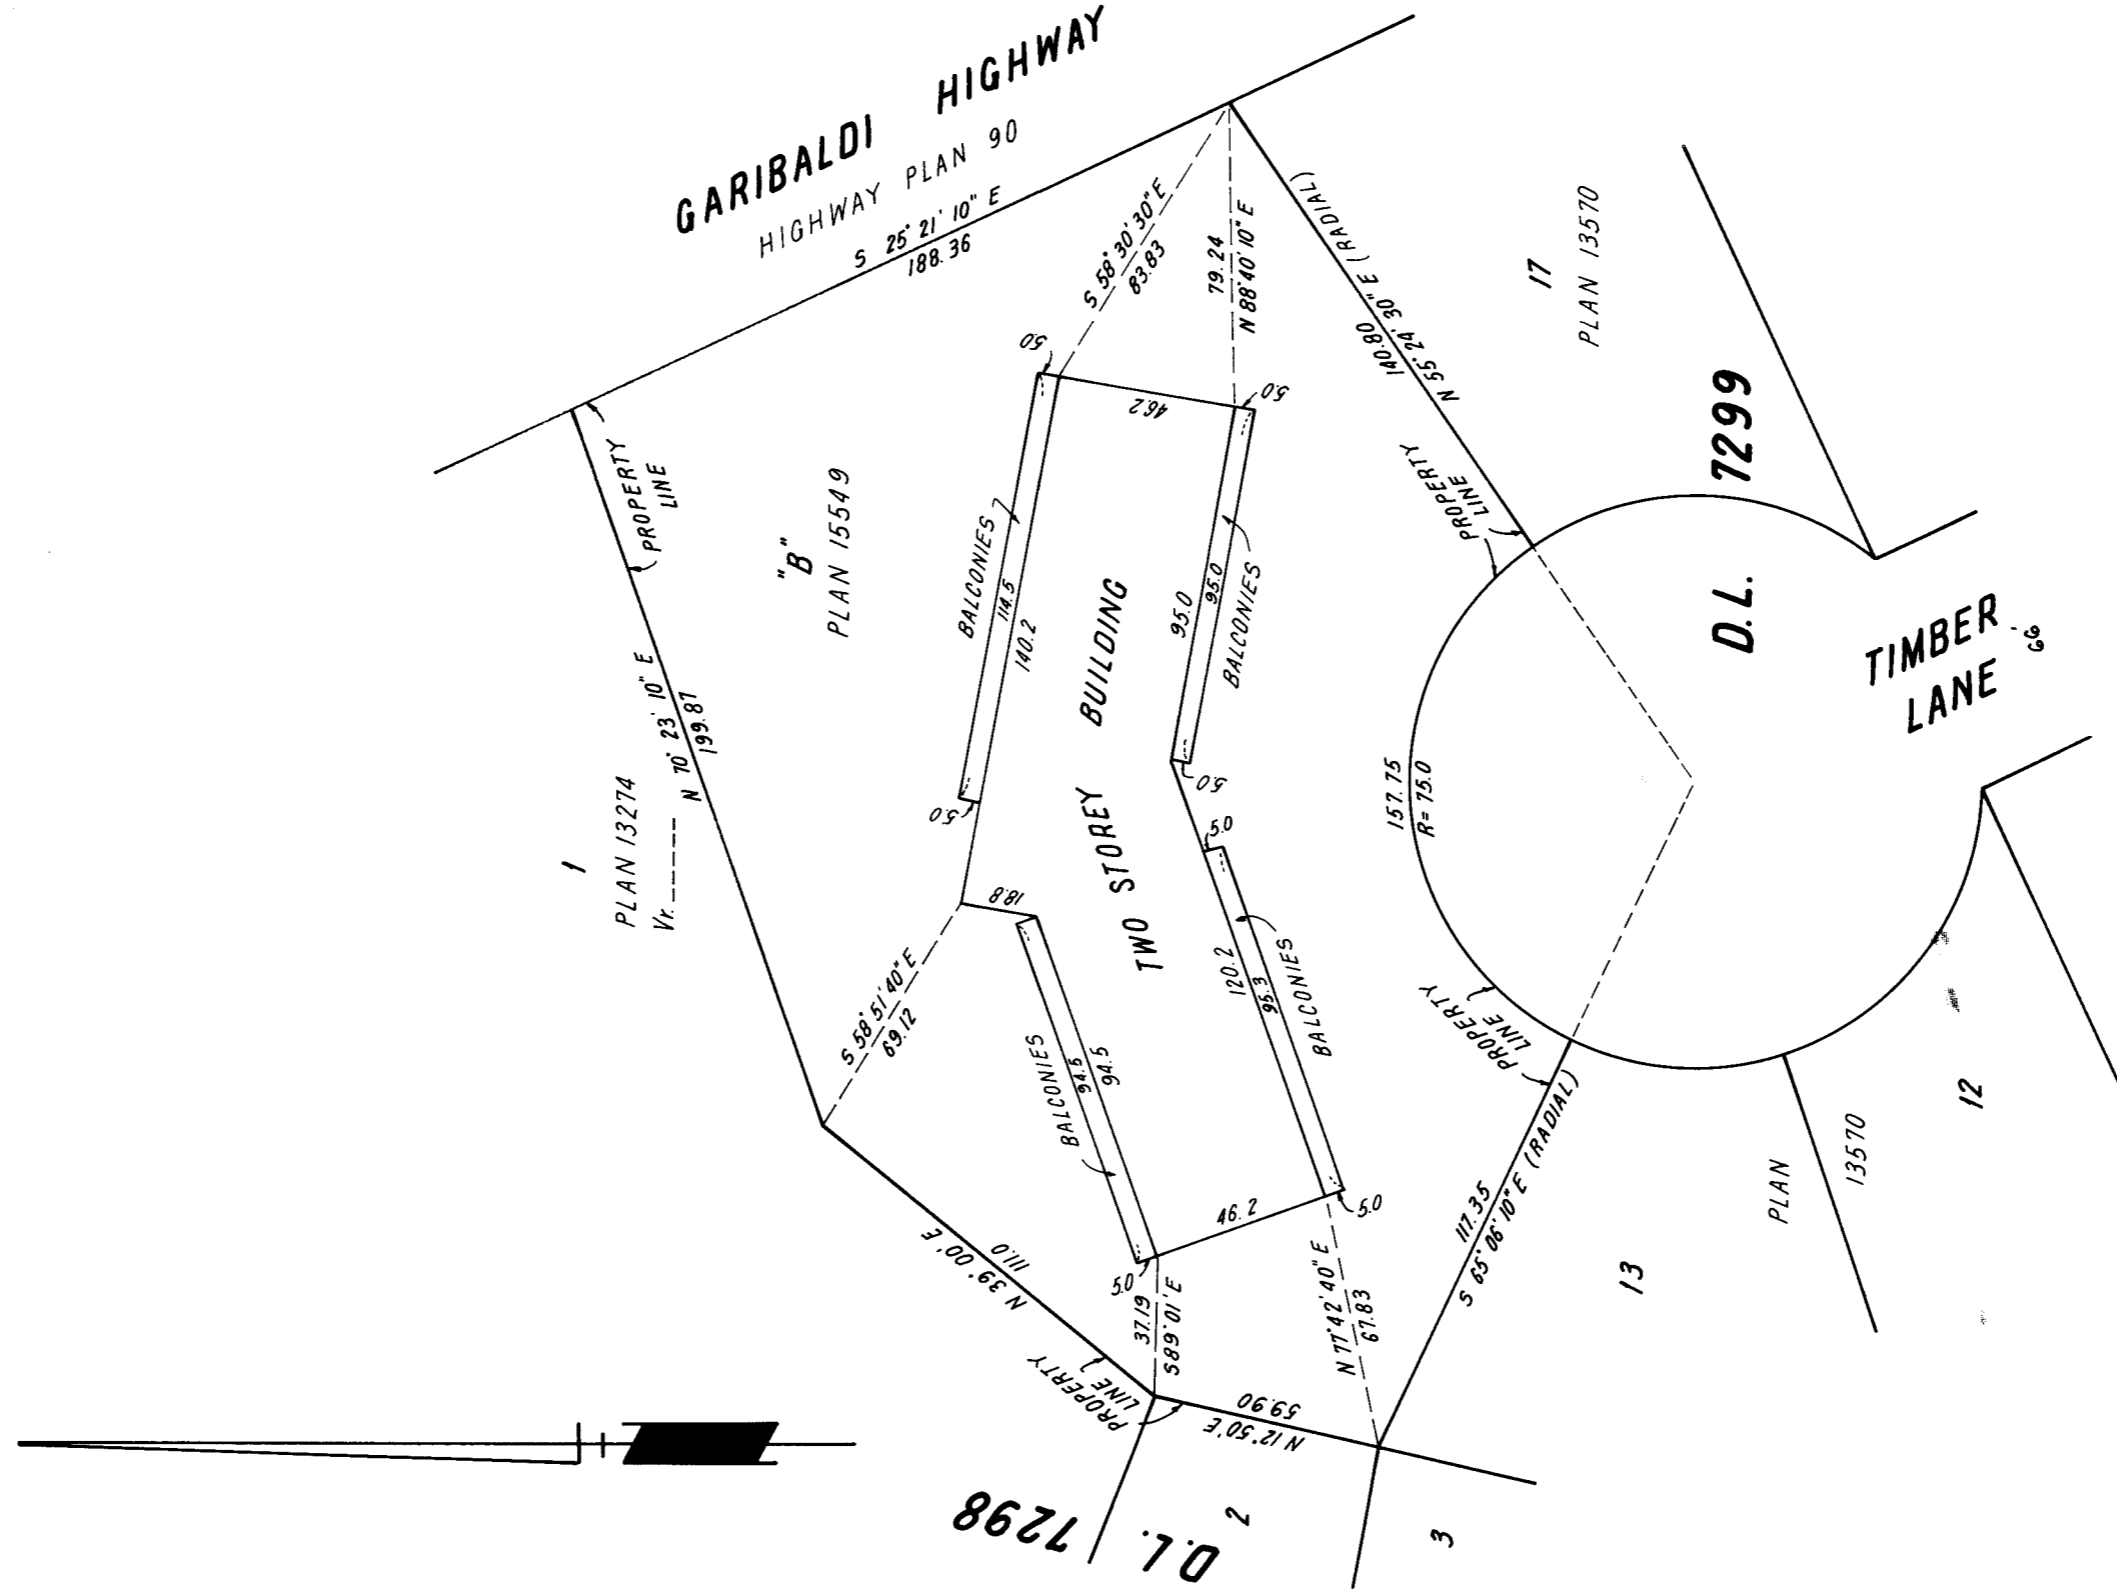 GARIBALDI HIGHWAY
HIGHWAY PLAN 90
S 25° 21' 10" E
188.36
S 58° 30' 30" E
83.83
79.24
N 88° 40' 10" E
140.80
N 55° 24' 30" E (RADIAL)
17
PLAN 13570
PROPERTY
LINE
"B"
PLAN 15549
1
PLAN 13274
Vr.
N 70° 23' 10" E
199.87
5.0
46.2
5.0
BALCONIES
114.5
140.2
5.0
95.0
95.0
BALCONIES
5.0
TWO STOREY BUILDING
PROPERTY
LINE
D.L. 7299
TIMBER
LANE
66'
157.75
R= 75.0
18.8
5.0
S 58° 51' 40" E
69.12
BALCONIES
94.5
94.5
120.2
95.3
BALCONIES
PROPERTY
LINE
5.0
46.2
5.0
N 39° 00' E
111.0
37.19
S 89° 01' E
N 77° 42' 40" E
67.83
117.35
S 65° 06' 10" E (RADIAL)
13
PLAN
13570
12
PROPERTY
LINE
59.90
N 12° 50' E
D.L. 7298
2
3